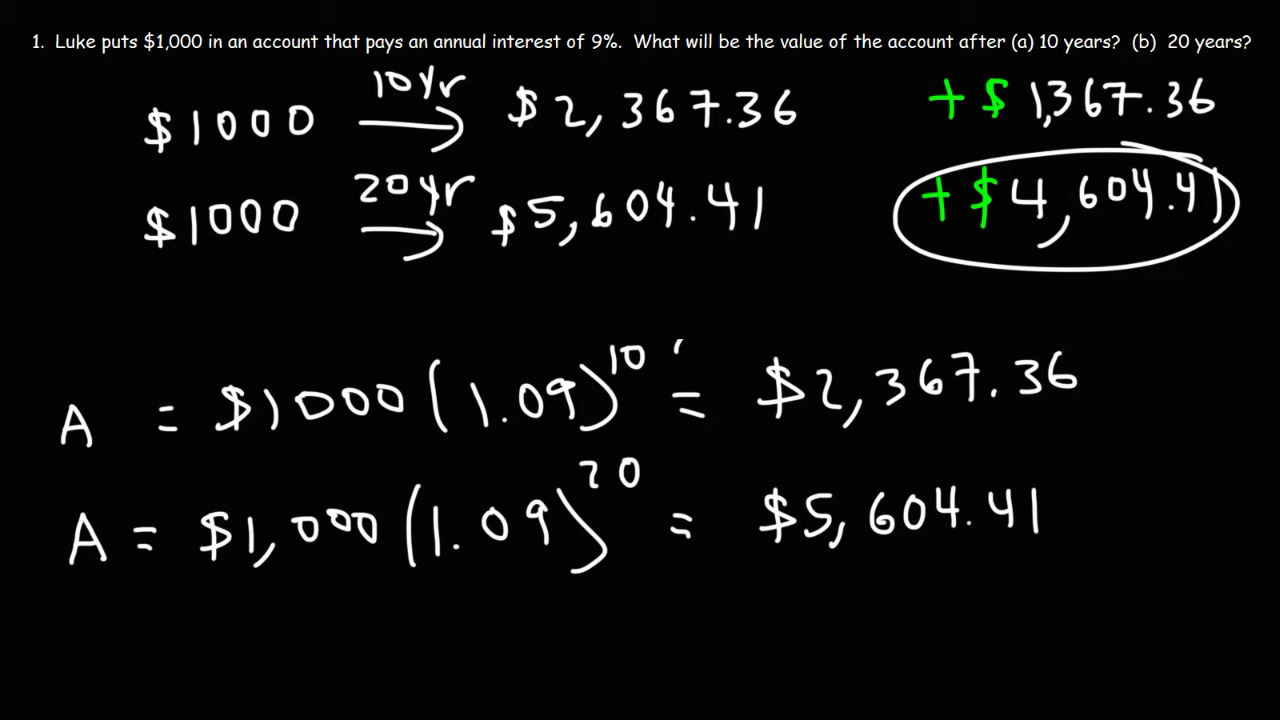 1. Luke puts $1,000 in an account that pays an annual interest of 9%. What will be the value of the account after (a) 10 years? (b) 20 years?
$1000 10yr → $2,367.36 + $ 1,367.36
$1000 20yr → $5,604.41 + $4,604.41
A = $1000(1.09)^10 = $2,367.36
A = $1,000(1.09)^20 = $5,604.41